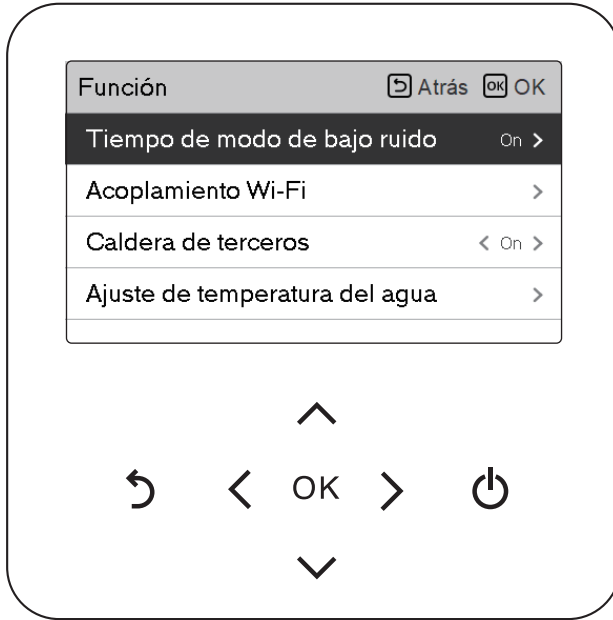 Función Atrás OK OK
Tiempo de modo de bajo ruido On
Acoplamiento Wi-Fi
Caldera de terceros On
Ajuste de temperatura del agua
OK